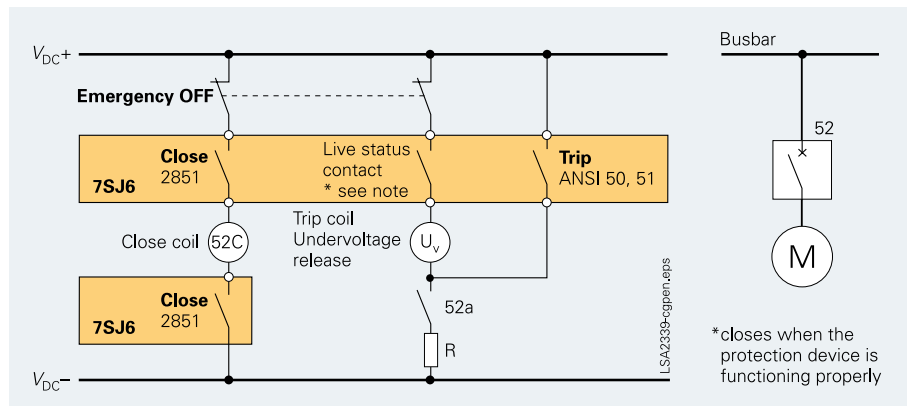 V_DC+
Emergency OFF
Close
2851
7SJ6
Live status
contact
* see note
Trip
ANSI 50, 51
Close coil
52C
Trip coil
Undervoltage
release
U_v
Close
2851
7SJ6
52a
R
V_DC−
LSA2339-cgpen.eps
Busbar
52
M
*closes when the
protection device is
functioning properly